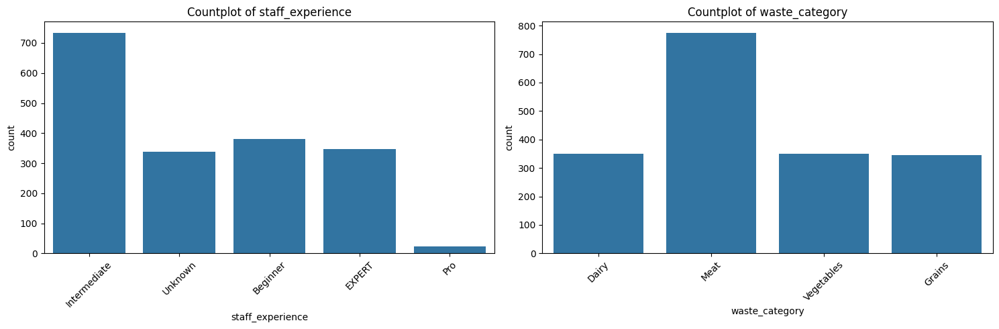 Countplot of staff_experience
700
600
500
400
300
200
100
0
count
Intermediate
Unknown
Beginner
EXPERT
Pro
staff_experience
Countplot of waste_category
800
700
600
500
400
300
200
100
0
count
Dairy
Meat
Vegetables
Grains
waste_category